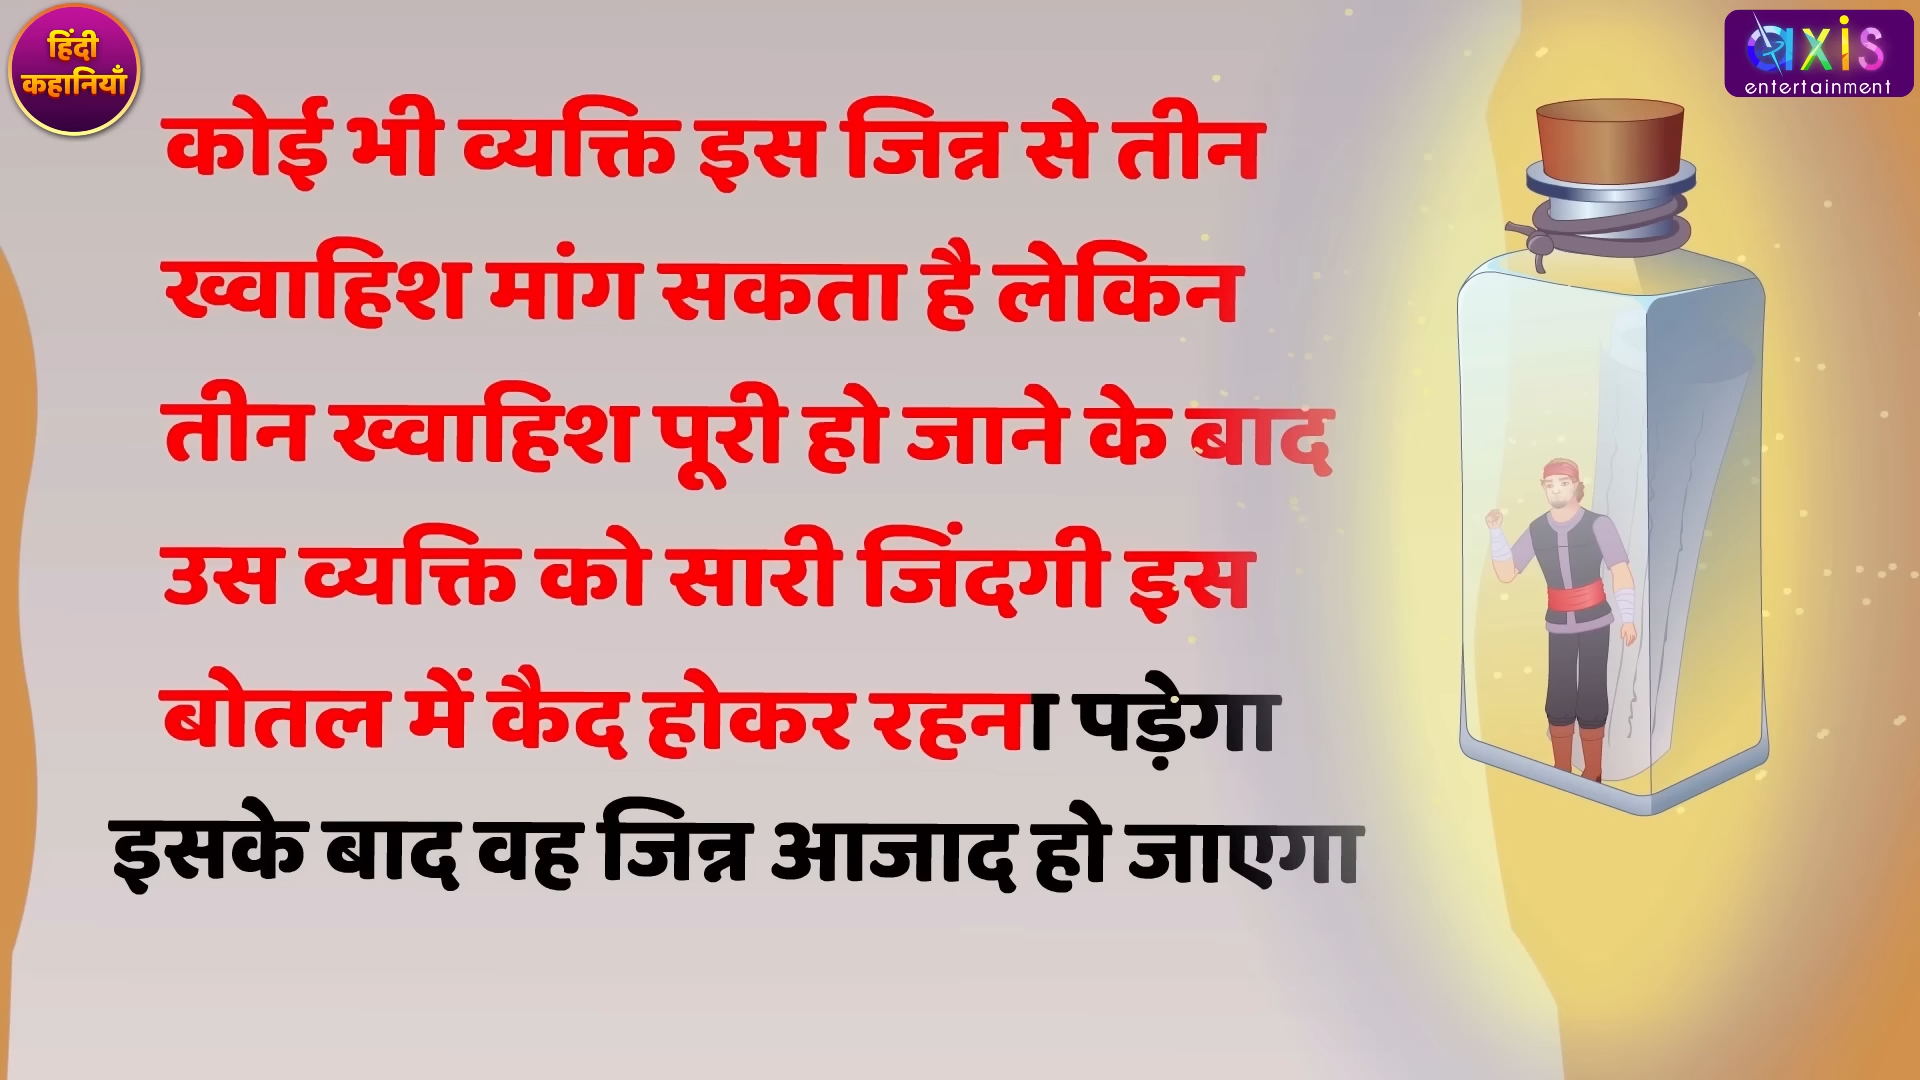 हिंदी
कहानियाँ
axis
entertainment
कोई भी व्यक्ति इस जिन्न से तीन
ख्वाहिश मांग सकता है लेकिन
तीन ख्वाहिश पूरी हो जाने के बाद
उस व्यक्ति को सारी जिंदगी इस
बोतल में कैद होकर रहना पड़ेगा
इसके बाद वह जिन्न आजाद हो जाएगा